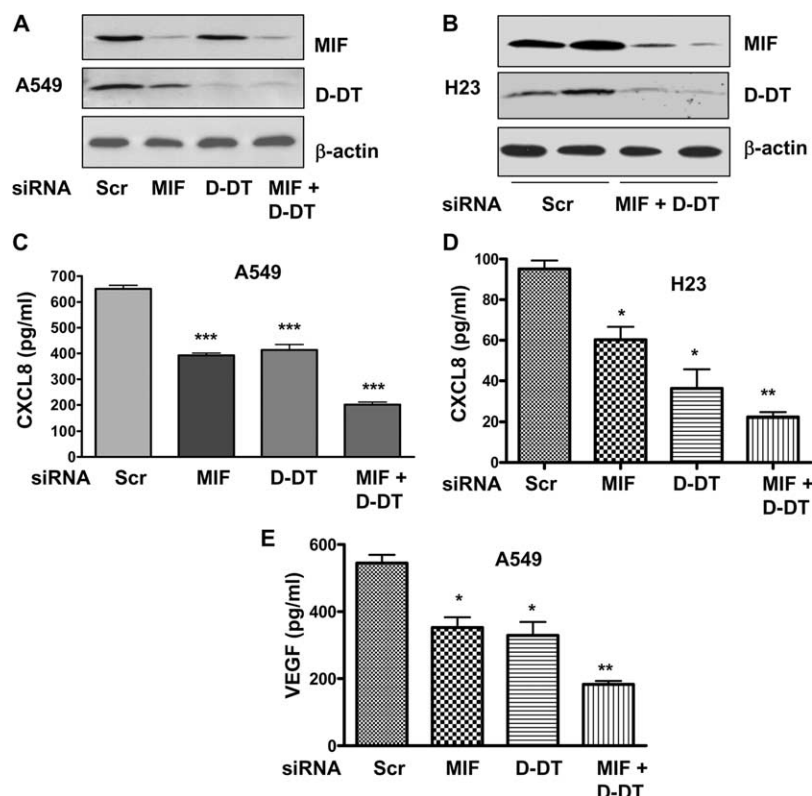 A
MIF
A549
D-DT
β-actin
siRNA Scr MIF D-DT MIF +
D-DT
B
MIF
H23
D-DT
β-actin
siRNA Scr MIF + D-DT
C
A549
CXCL8 (pg/ml)
700
600
500
400
300
200
100
0
***
***
***
siRNA Scr MIF D-DT MIF +
D-DT
D
H23
CXCL8 (pg/ml)
100
80
60
40
20
0
*
*
**
siRNA Scr MIF D-DT MIF +
D-DT
E
A549
VEGF (pg/ml)
600
400
200
0
*
*
**
siRNA Scr MIF D-DT MIF +
D-DT